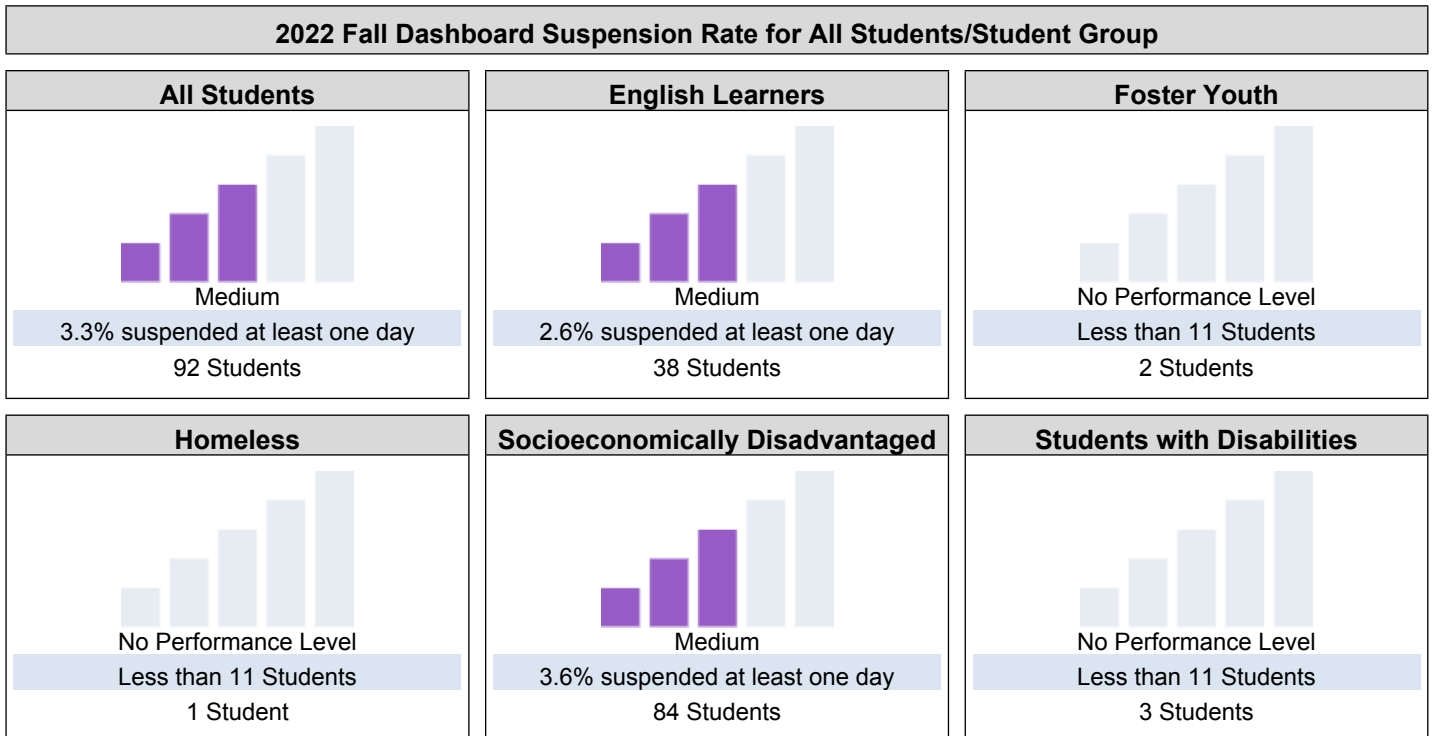 2022 Fall Dashboard Suspension Rate for All Students/Student Group
All Students
Medium
3.3% suspended at least one day
92 Students
English Learners
Medium
2.6% suspended at least one day
38 Students
Foster Youth
No Performance Level
Less than 11 Students
2 Students
Homeless
No Performance Level
Less than 11 Students
1 Student
Socioeconomically Disadvantaged
Medium
3.6% suspended at least one day
84 Students
Students with Disabilities
No Performance Level
Less than 11 Students
3 Students